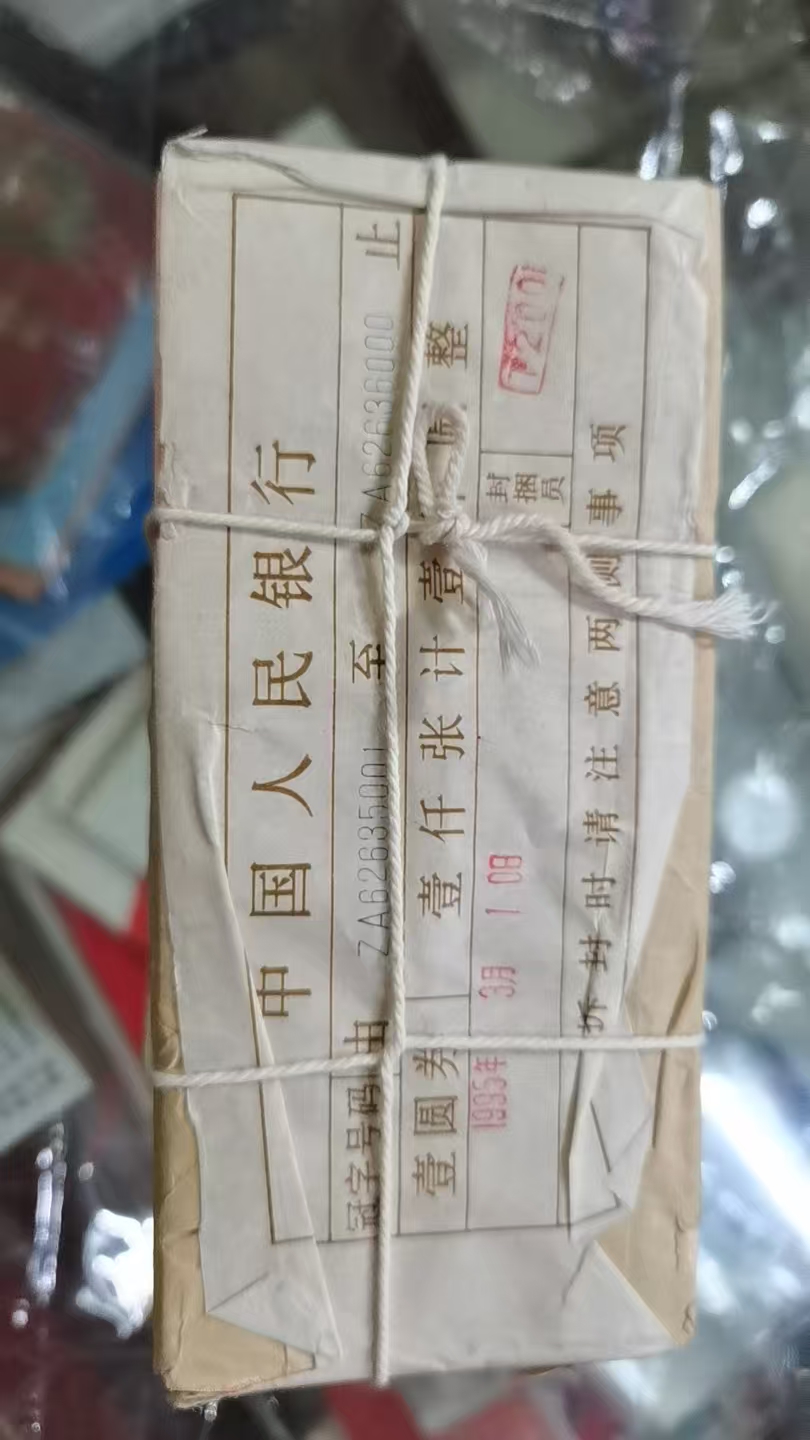 中国人民银行
冠字号码 由 ZA62635001 至 ZA62636000 止
壹圆券 壹仟张计壹 整
1995年 3月 10日 封捆员
拆封时请注意两侧事项